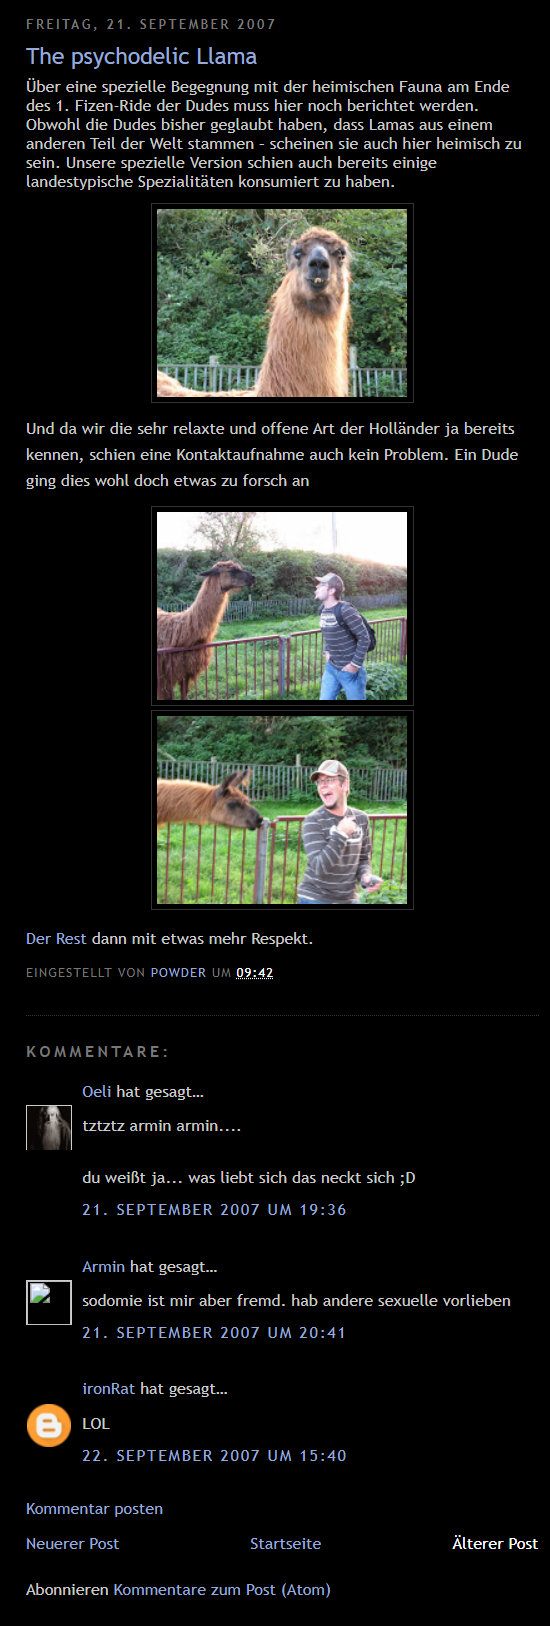 FREITAG, 21. SEPTEMBER 2007
The psychodelic Llama
Über eine spezielle Begegnung mit der heimischen Fauna am Ende
des 1. Fizen-Ride der Dudes muss hier noch berichtet werden.
Obwohl die Dudes bisher geglaubt haben, dass Lamas aus einem
anderen Teil der Welt stammen – scheinen sie auch hier heimisch zu
sein. Unsere spezielle Version schien auch bereits einige
landestypische Spezialitäten konsumiert zu haben.
Und da wir die sehr relaxte und offene Art der Holländer ja bereits
kennen, schien eine Kontaktaufnahme auch kein Problem. Ein Dude
ging dies wohl doch etwas zu forsch an
Der Rest dann mit etwas mehr Respekt.
EINGESTELLT VON POWDER UM 09:42
KOMMENTARE:
Oeli hat gesagt…
tztztz armin armin....
du weißt ja... was liebt sich das neckt sich ;D
21. SEPTEMBER 2007 UM 19:36
Armin hat gesagt…
sodomie ist mir aber fremd. hab andere sexuelle vorlieben
21. SEPTEMBER 2007 UM 20:41
ironRat hat gesagt…
LOL
22. SEPTEMBER 2007 UM 15:40
Kommentar posten
Neuerer Post Startseite Älterer Post
Abonnieren Kommentare zum Post (Atom)